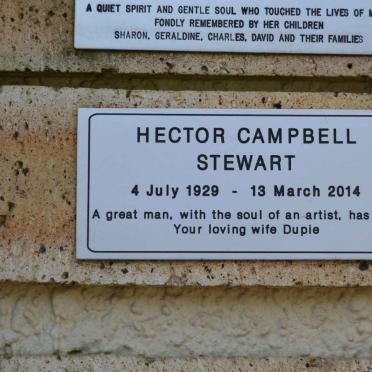 A QUIET SPIRIT AND GENTLE SOUL WHO TOUCHED THE LIVES OF
FONDLY REMEMBERED BY HER CHILDREN
SHARON, GERALDINE, CHARLES, DAVID AND THEIR FAMILIES
HECTOR CAMPBELL
STEWART
4 July 1929 - 13 March 2014
A great man, with the soul of an artist, has
Your loving wife Dupie